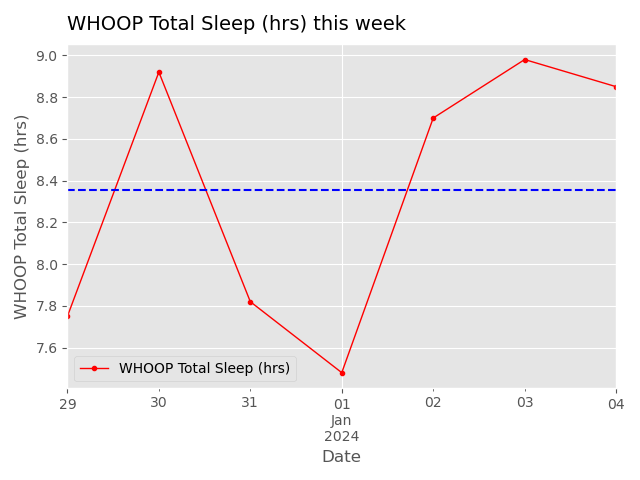 WHOOP Total Sleep (hrs) this week
WHOOP Total Sleep (hrs)
9.0
8.8
8.6
8.4
8.2
8.0
7.8
7.6
WHOOP Total Sleep (hrs)
29 30 31 01 02 03 04
Jan
2024
Date